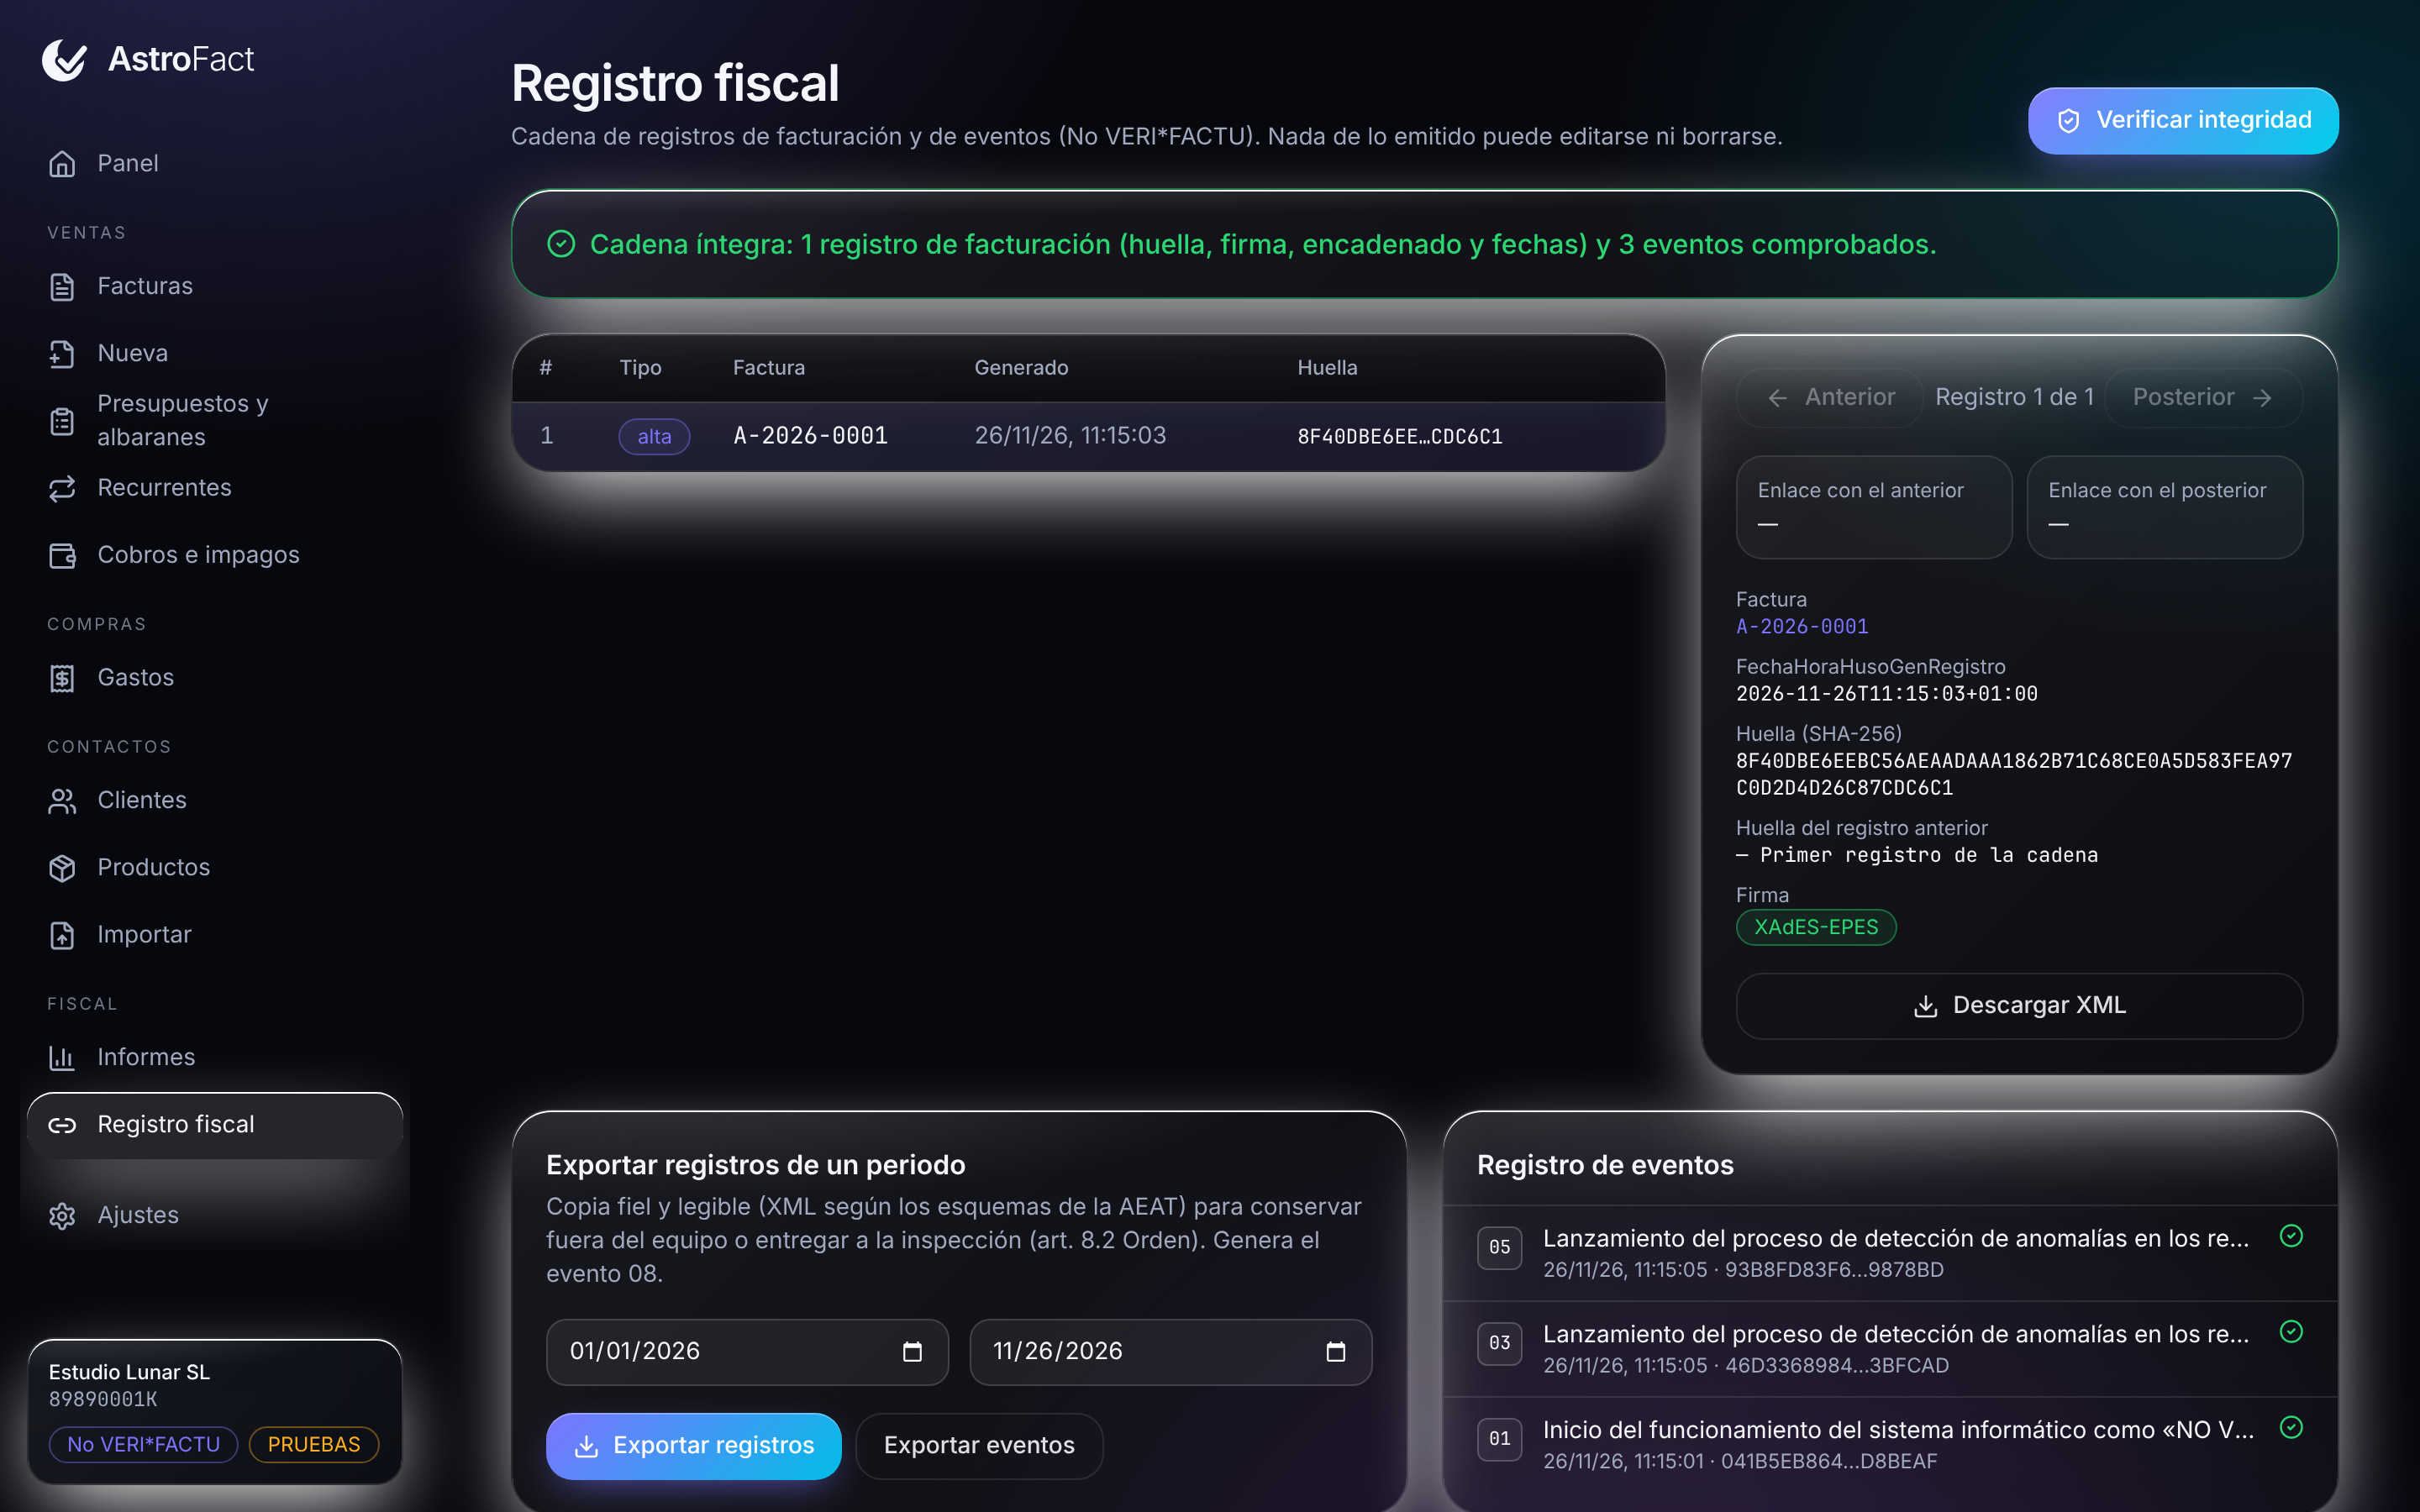 AstroFact
Panel
VENTAS
Facturas
Nueva
Presupuestos y
albaranes
Recurrentes
Cobros e impagos
COMPRAS
Gastos
CONTACTOS
Clientes
Productos
Importar
FISCAL
Informes
Registro fiscal
Ajustes
Estudio Lunar SL
89890001K
No VERI*FACTU PRUEBAS
Registro fiscal
Cadena de registros de facturación y de eventos (No VERI*FACTU). Nada de lo emitido puede editarse ni borrarse.
Verificar integridad
Cadena íntegra: 1 registro de facturación (huella, firma, encadenado y fechas) y 3 eventos comprobados.
# Tipo Factura Generado Huella
1 alta A-2026-0001 26/11/26, 11:15:03 8F40DBE6EE…CDC6C1
Anterior Registro 1 de 1 Posterior
Enlace con el anterior
—
Enlace con el posterior
—
Factura
A-2026-0001
FechaHoraHusoGenRegistro
2026-11-26T11:15:03+01:00
Huella (SHA-256)
8F40DBE6EEBC56AEAADAAA1862B71C68CE0A5D583FEA97
C0D2D4D26C87CDC6C1
Huella del registro anterior
— Primer registro de la cadena
Firma
XAdES-EPES
Descargar XML
Exportar registros de un periodo
Copia fiel y legible (XML según los esquemas de la AEAT) para conservar
fuera del equipo o entregar a la inspección (art. 8.2 Orden). Genera el
evento 08.
01/01/2026 11/26/2026
Exportar registros Exportar eventos
Registro de eventos
05 Lanzamiento del proceso de detección de anomalías en los re…
26/11/26, 11:15:05 · 93B8FD83F6…9878BD
03 Lanzamiento del proceso de detección de anomalías en los re…
26/11/26, 11:15:05 · 46D3368984…3BFCAD
01 Inicio del funcionamiento del sistema informático como «NO V…
26/11/26, 11:15:01 · 041B5EB864…D8BEAF